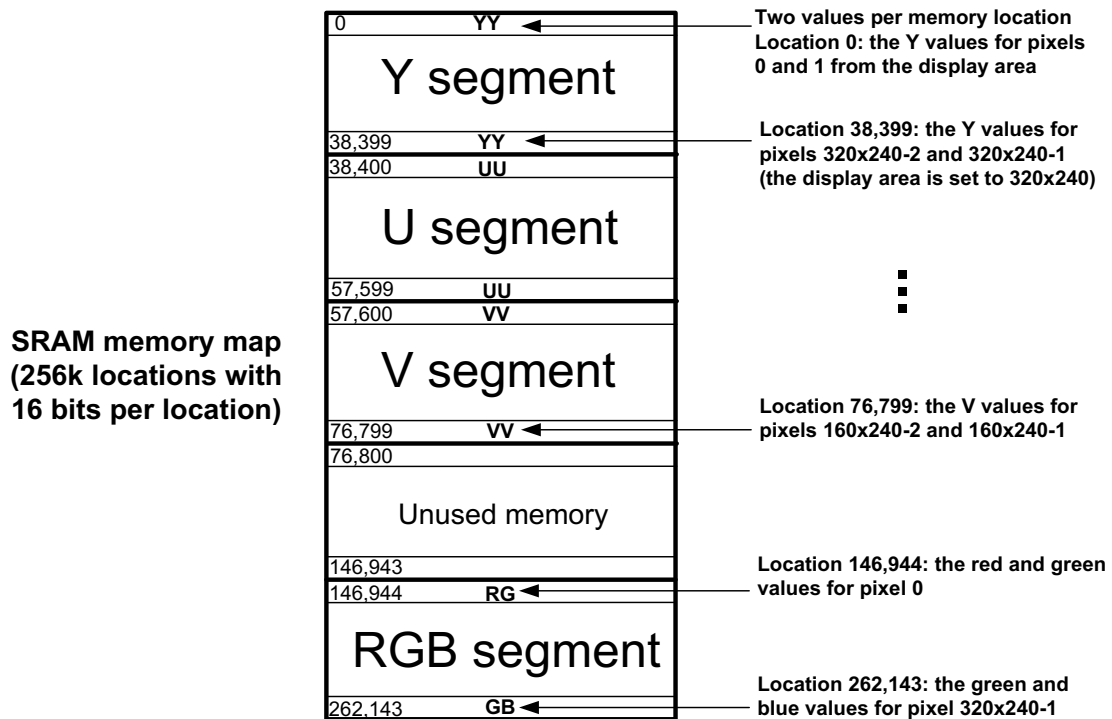 0 YY
Two values per memory location
Location 0: the Y values for pixels
0 and 1 from the display area
Y segment
38,399 YY
Location 38,399: the Y values for
pixels 320x240-2 and 320x240-1
(the display area is set to 320x240)
38,400 UU
U segment
57,599 UU
57,600 VV
SRAM memory map
(256k locations with
16 bits per location)
V segment
76,799 VV
Location 76,799: the V values for
pixels 160x240-2 and 160x240-1
76,800
Unused memory
146,943
146,944 RG
Location 146,944: the red and green
values for pixel 0
RGB segment
262,143 GB
Location 262,143: the green and
blue values for pixel 320x240-1